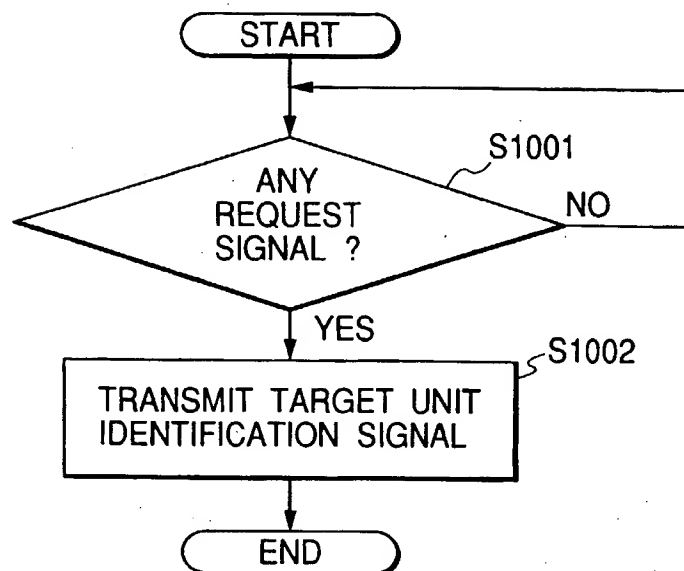 START
S1001
ANY
REQUEST
SIGNAL ?
NO
YES
S1002
TRANSMIT TARGET UNIT
IDENTIFICATION SIGNAL
END